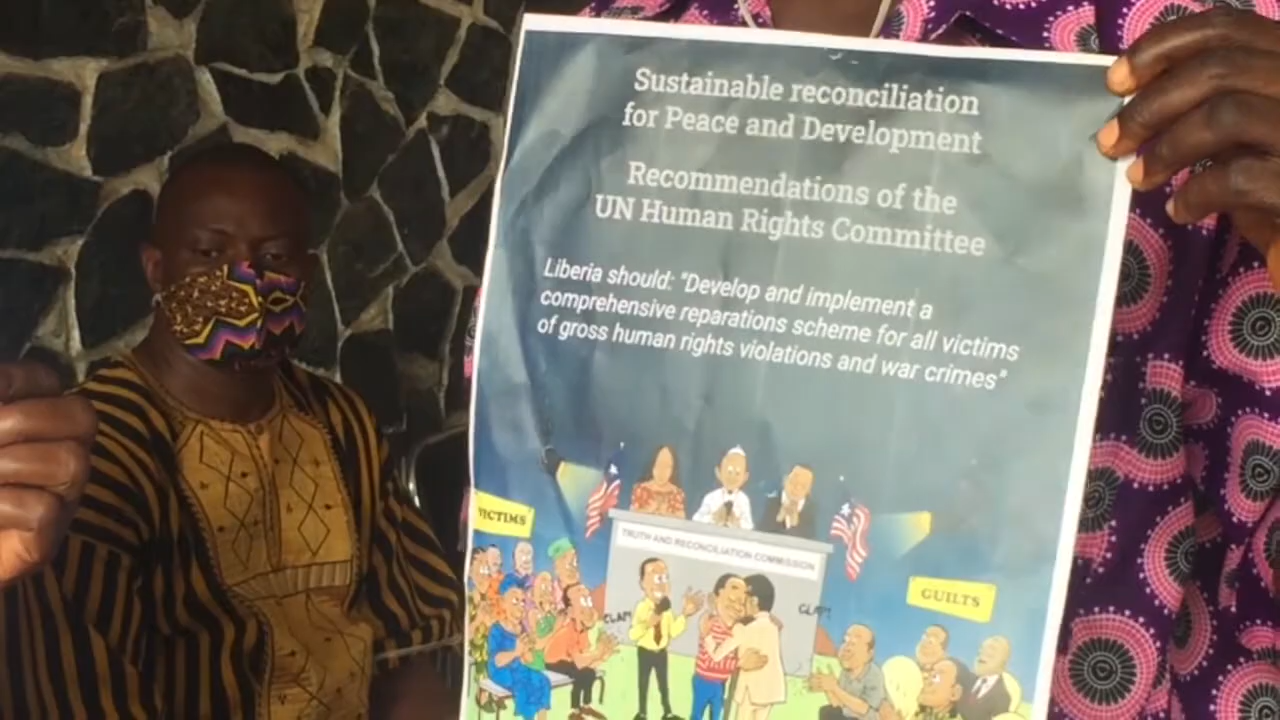 Sustainable reconciliation
for Peace and Development
Recommendations of the
UN Human Rights Committee
Liberia should: "Develop and implement a
comprehensive reparations scheme for all victims
of gross human rights violations and war crimes"
VICTIMS
TRUTH AND RECONCILIATION COMMISSION
GUILTS
CLAP!
CLAP!